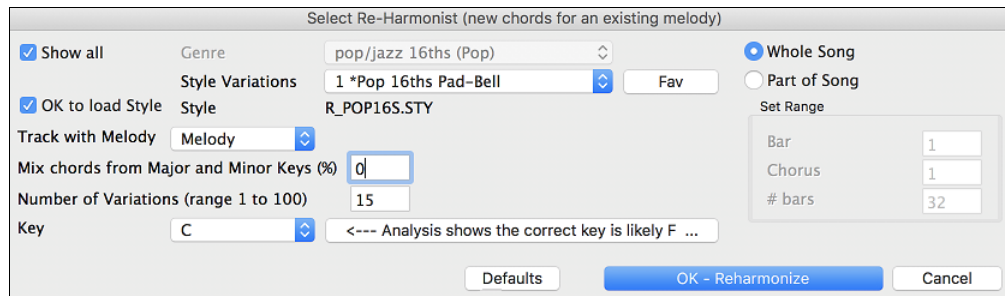 Select Re-Harmonist (new chords for an existing melody)
Show all Genre pop/jazz 16ths (Pop) Whole Song
Style Variations 1 *Pop 16ths Pad-Bell Fav Part of Song
OK to load Style Style R_POP16S.STY Set Range
Track with Melody Melody Bar 1
Mix chords from Major and Minor Keys (%) 0 Chorus 1
Number of Variations (range 1 to 100) 15 # bars 32
Key C <--- Analysis shows the correct key is likely F ...
Defaults OK - Reharmonize Cancel